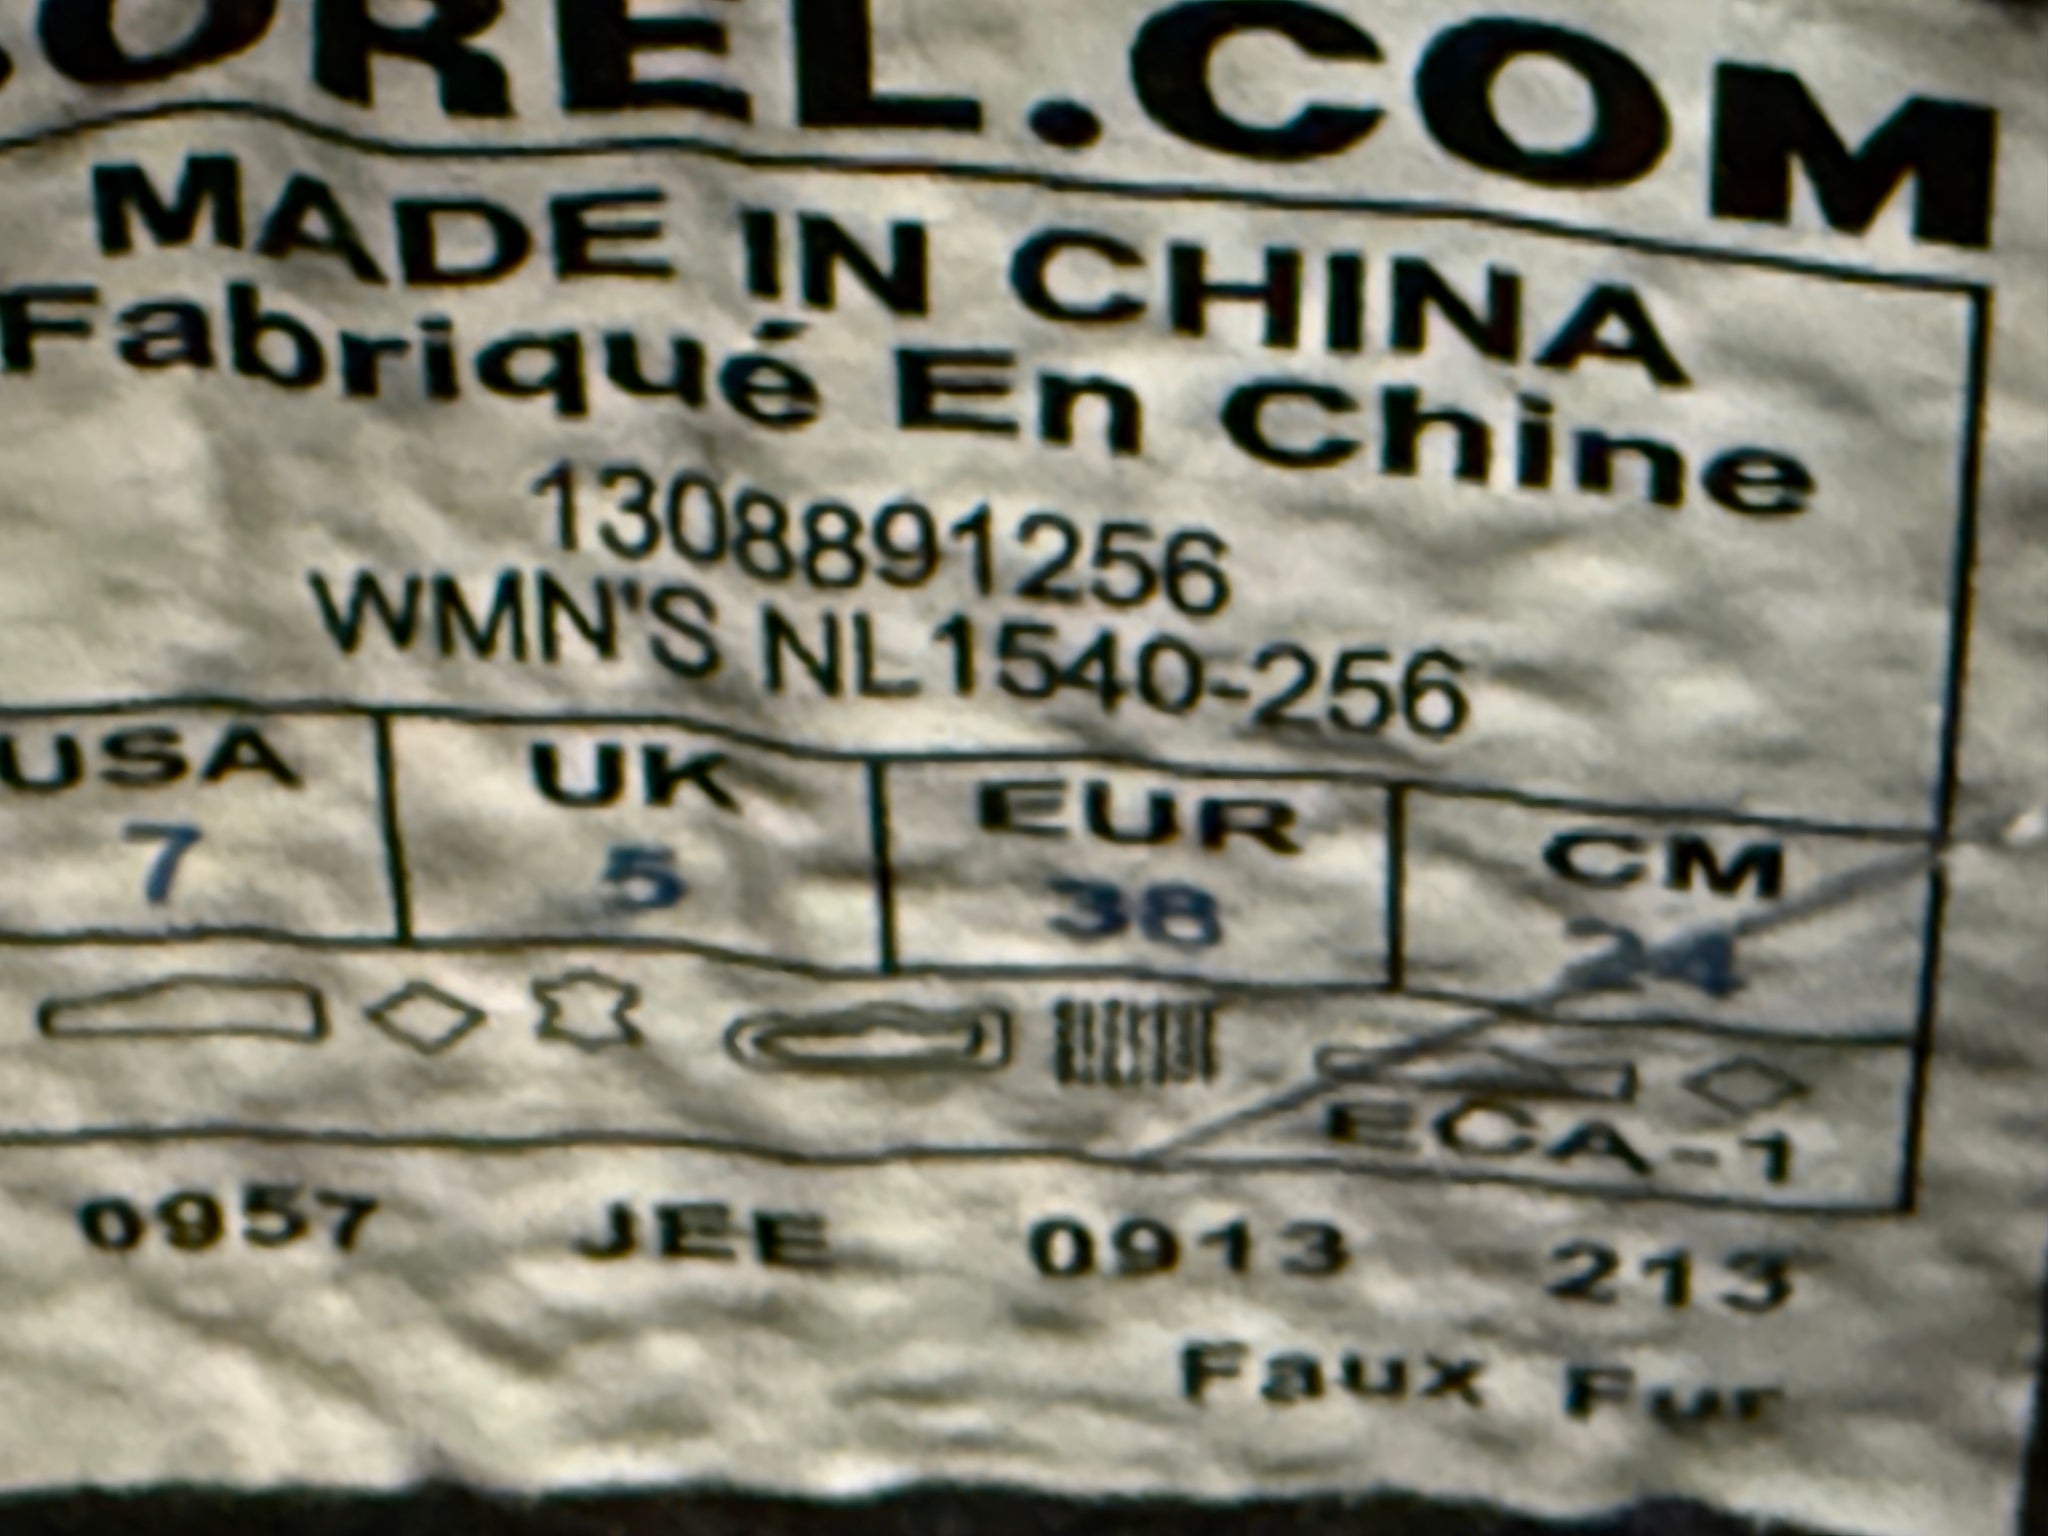 SOREL.COM
MADE IN CHINA
Fabriqué En Chine
1308891256
WMN'S NL1540-256
USA UK EUR CM
7 5 38 24
ECA-1
0957 JEE 0913 213
Faux Fur